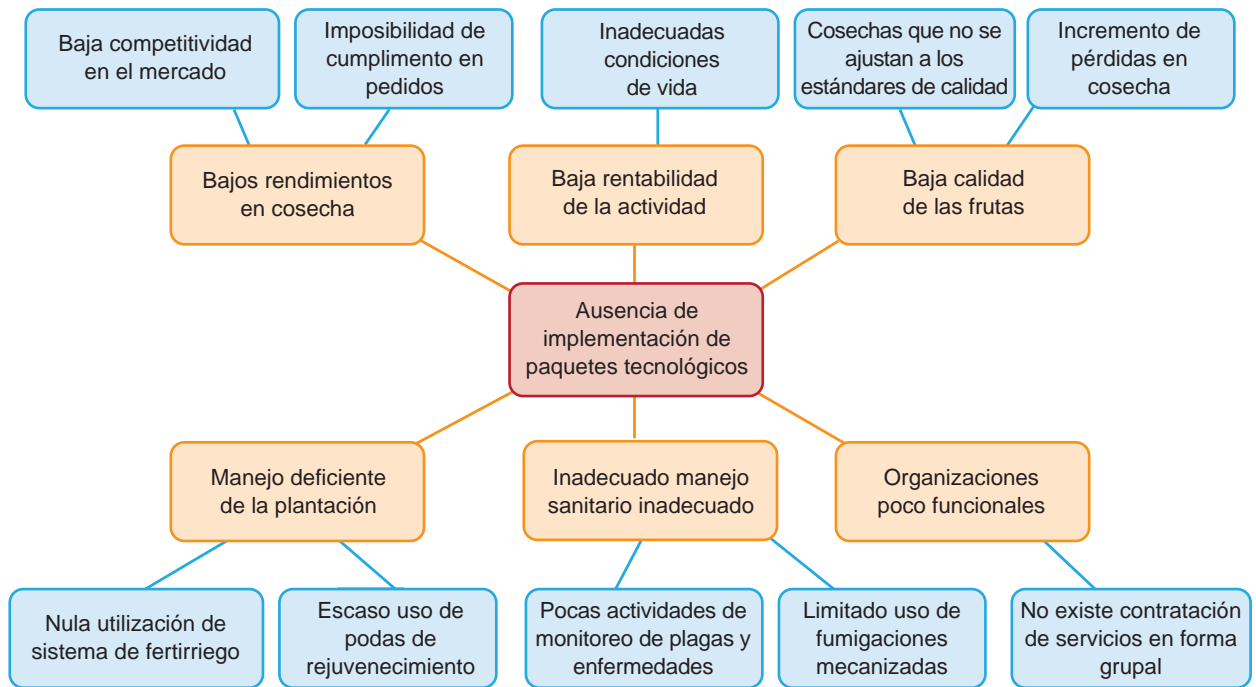 Baja competitividad
en el mercado
Imposibilidad de
cumplimento en
pedidos
Inadecuadas
condiciones
de vida
Cosechas que no se
ajustan a los
estándares de calidad
Incremento de
pérdidas en
cosecha
Bajos rendimientos
en cosecha
Baja rentabilidad
de la actividad
Baja calidad
de las frutas
Ausencia de
implementación de
paquetes tecnológicos
Manejo deficiente
de la plantación
Inadecuado manejo
sanitario inadecuado
Organizaciones
poco funcionales
Nula utilización de
sistema de fertirriego
Escaso uso de
podas de
rejuvenecimiento
Pocas actividades de
monitoreo de plagas y
enfermedades
Limitado uso de
fumigaciones
mecanizadas
No existe contratación
de servicios en forma
grupal